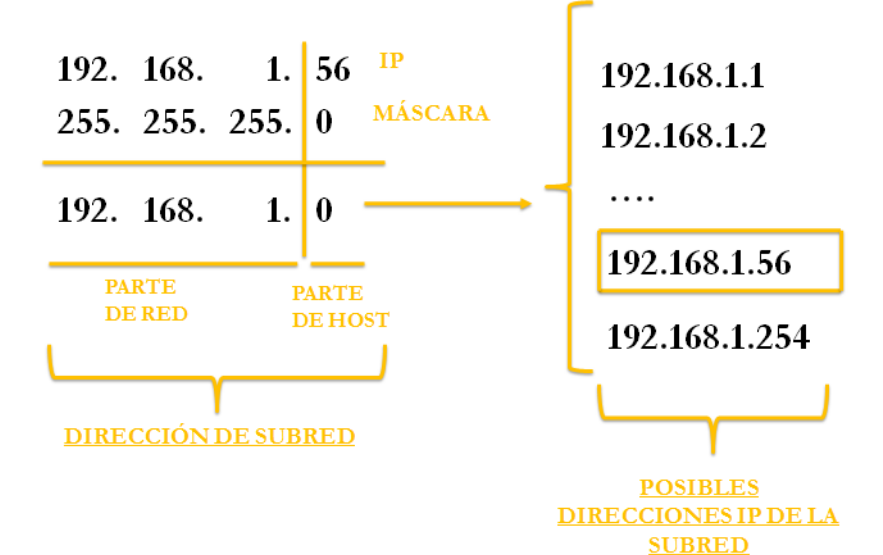 192. 168. 1. 56 IP
255. 255. 255. 0 MÁSCARA
192. 168. 1. 0
PARTE
DE RED
PARTE
DE HOST
DIRECCIÓN DE SUBRED
192.168.1.1
192.168.1.2
....
192.168.1.56
192.168.1.254
POSIBLES
DIRECCIONES IP DE LA
SUBRED